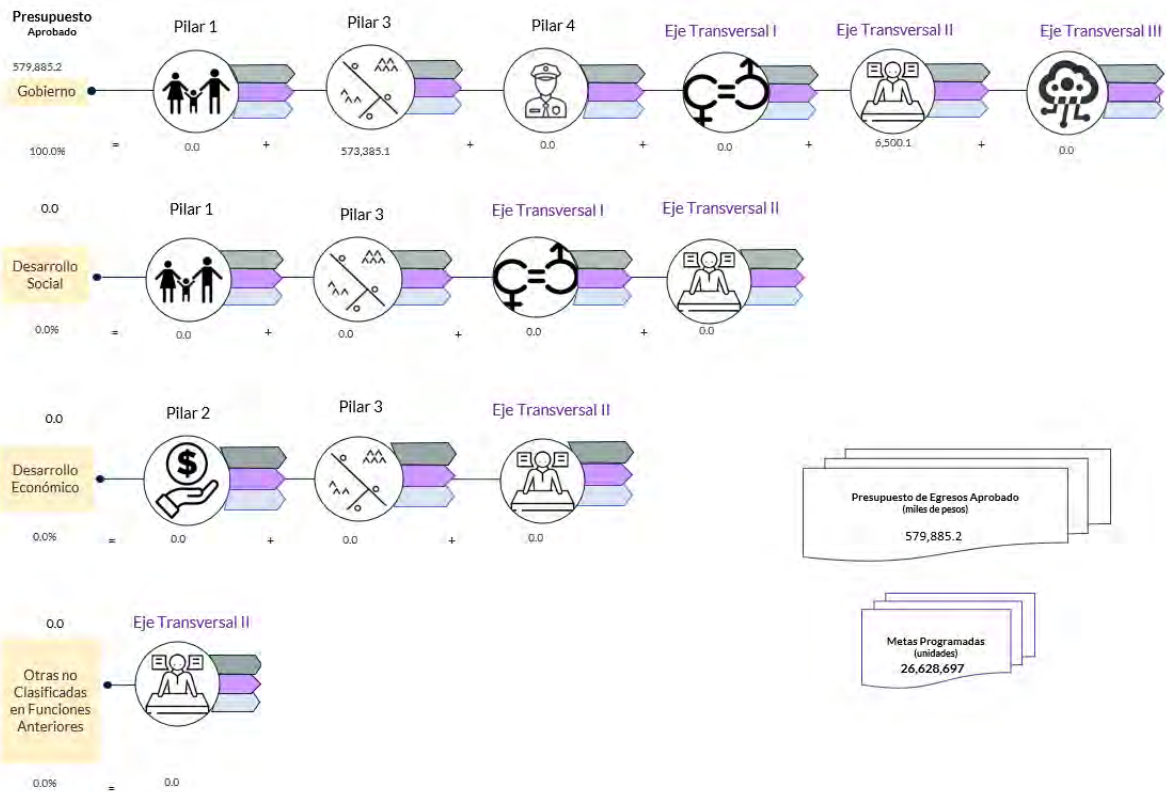 Presupuesto
Aprobado
Pilar 1
Pilar 3
Pilar 4
Eje Transversal I
Eje Transversal II
Eje Transversal III
579,885.2
Gobierno
100.0%
=
0.0
+
573,385.1
+
0.0
+
0.0
+
6,500.1
+
0.0
0.0
Pilar 1
Pilar 3
Eje Transversal I
Eje Transversal II
Desarrollo
Social
0.0%
=
0.0
+
0.0
+
0.0
+
0.0
0.0
Pilar 2
Pilar 3
Eje Transversal II
Desarrollo
Económico
$
0.0%
=
0.0
+
0.0
+
0.0
Presupuesto de Egresos Aprobado
(miles de pesos)
579,885.2
Metas Programadas
(unidades)
26,628,697
0.0
Eje Transversal II
Otras no
Clasificadas
en Funciones
Anteriores
0.0%
=
0.0